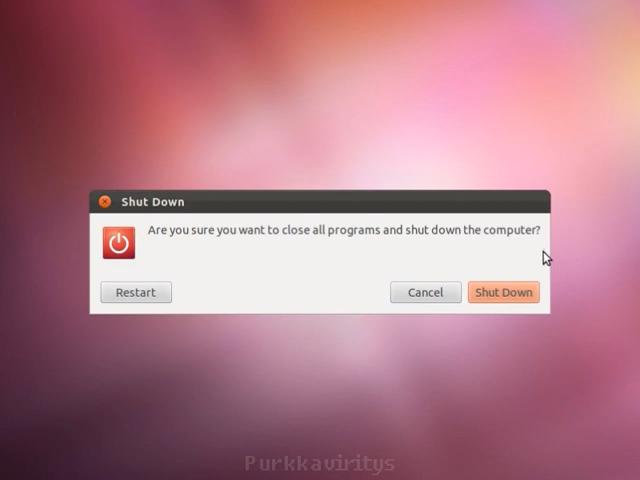 Shut Down
Are you sure you want to close all programs and shut down the computer?
Restart
Cancel
Shut Down
Purkkaviritys